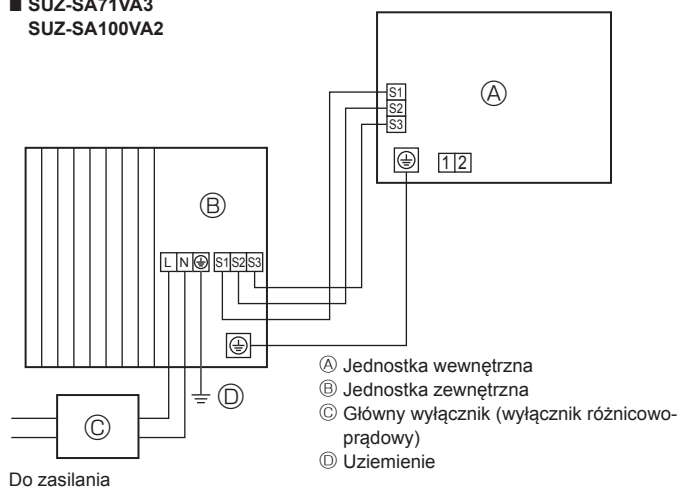 ■ SUZ-SA71VA3
SUZ-SA100VA2
S1
S2
S3
Ⓐ
1 2
Ⓑ
L N S1 S2 S3
Ⓓ
Ⓒ
Do zasilania
Ⓐ Jednostka wewnętrzna
Ⓑ Jednostka zewnętrzna
Ⓒ Główny wyłącznik (wyłącznik różnicowo-
prądowy)
Ⓓ Uziemienie